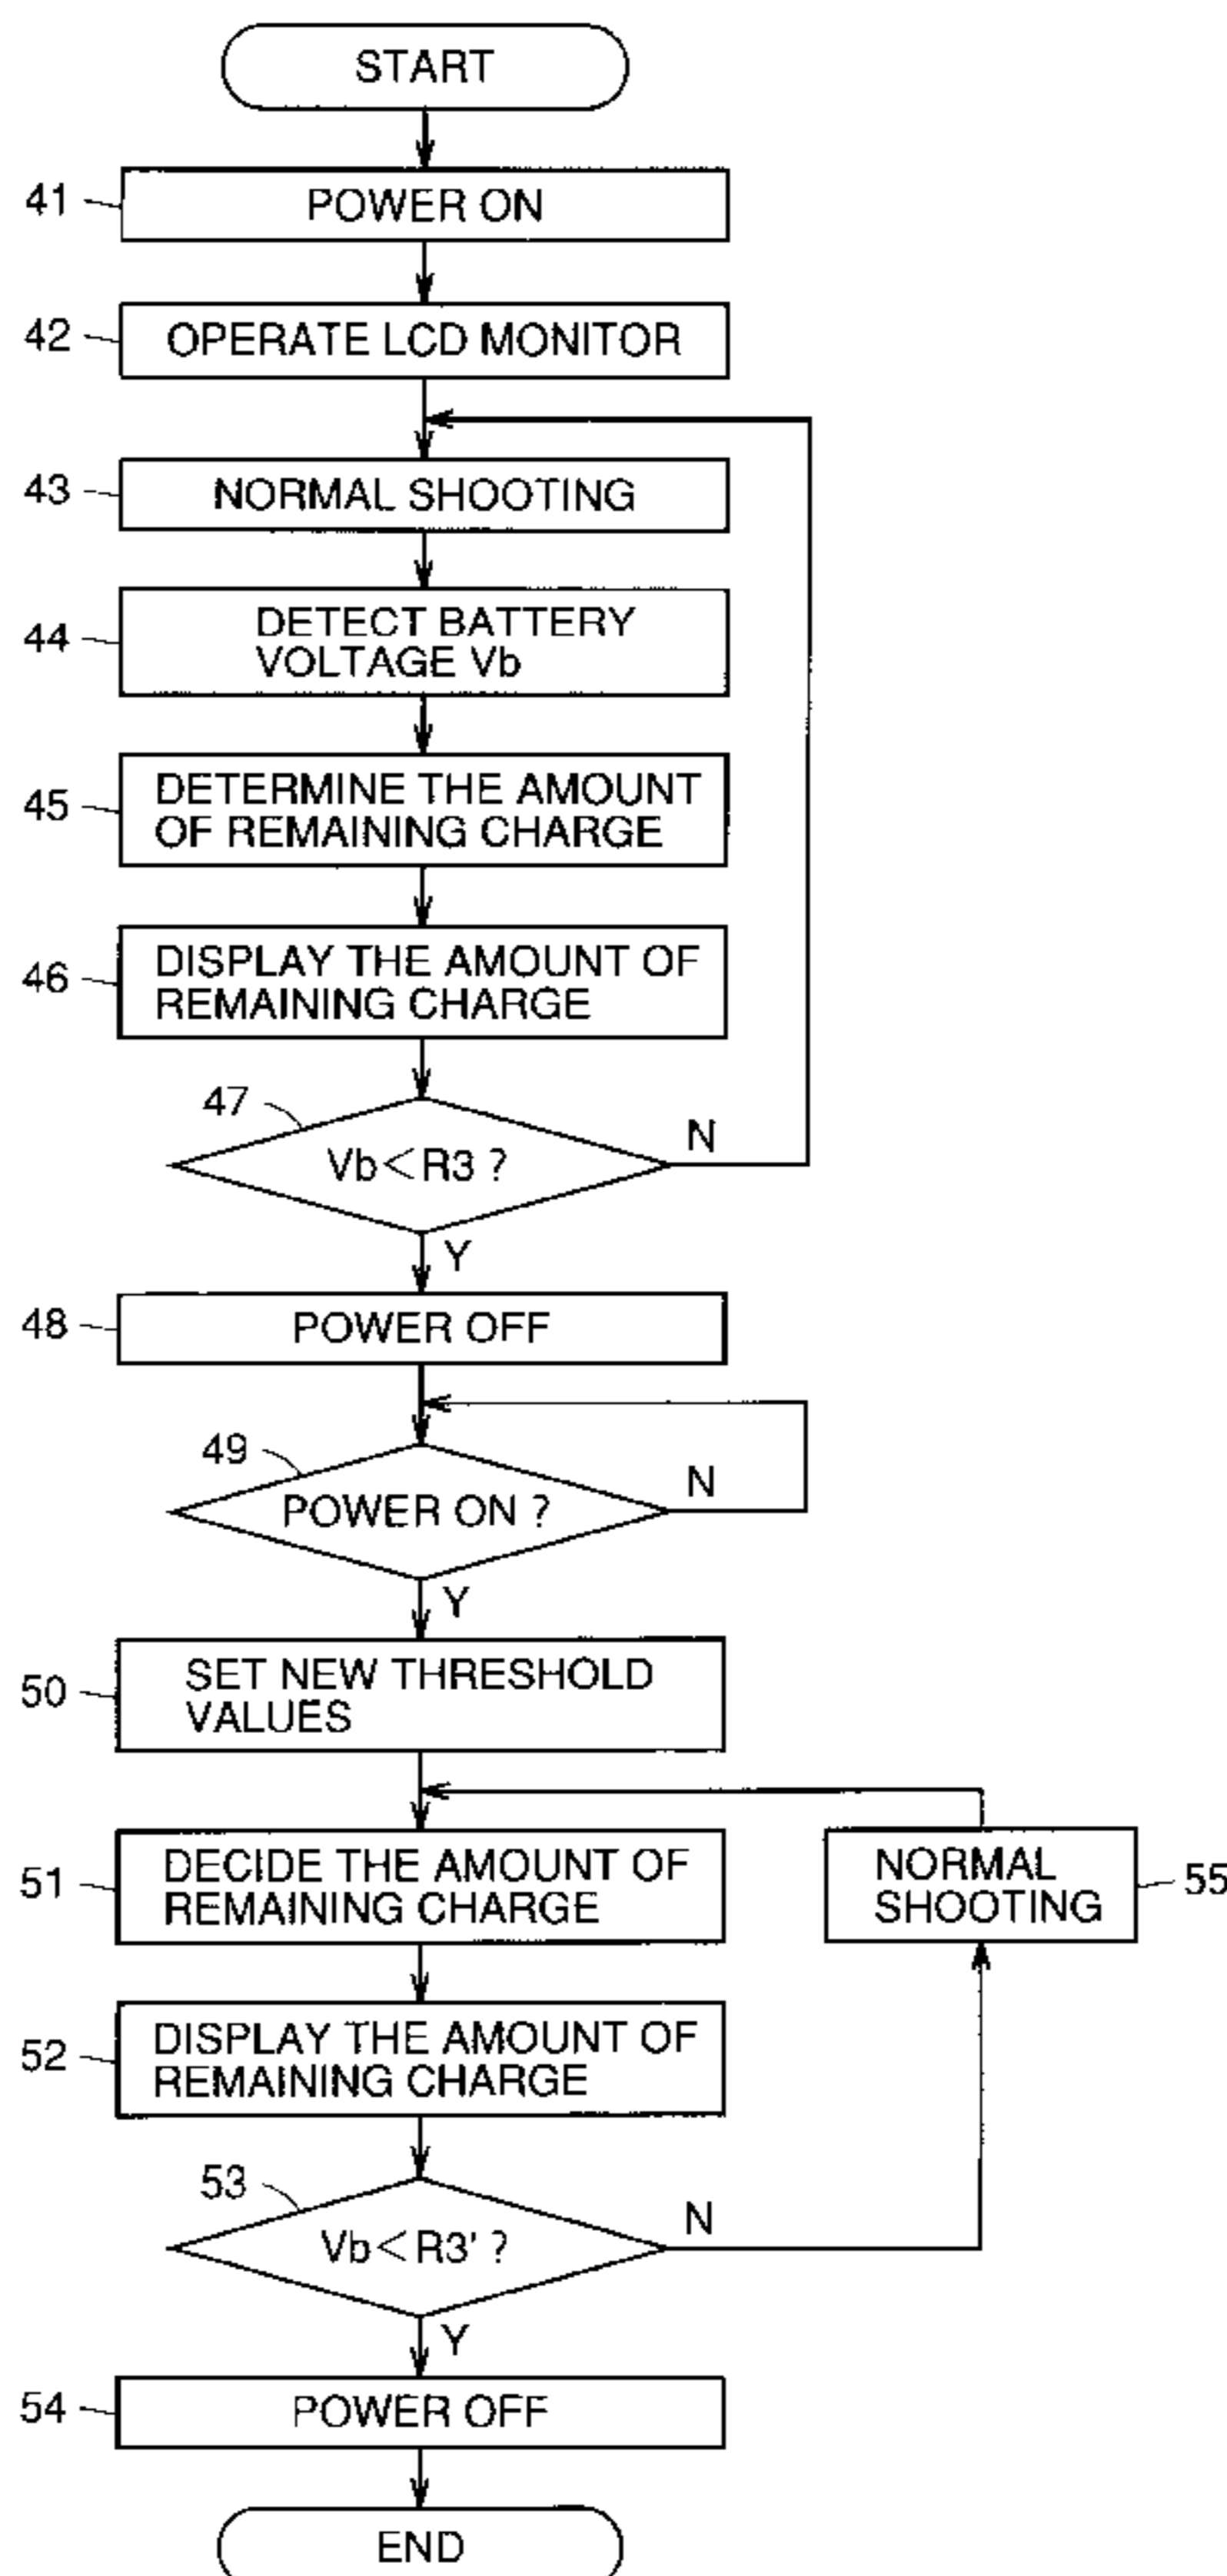 START
41
POWER ON
42
OPERATE LCD MONITOR
43
NORMAL SHOOTING
44
DETECT BATTERY
VOLTAGE Vb
45
DETERMINE THE AMOUNT
OF REMAINING CHARGE
46
DISPLAY THE AMOUNT OF
REMAINING CHARGE
47
Vb<R3 ?
N
Y
48
POWER OFF
49
POWER ON ?
N
Y
50
SET NEW THRESHOLD
VALUES
51
DECIDE THE AMOUNT OF
REMAINING CHARGE
NORMAL
SHOOTING
55
52
DISPLAY THE AMOUNT OF
REMAINING CHARGE
53
Vb<R3' ?
N
Y
54
POWER OFF
END